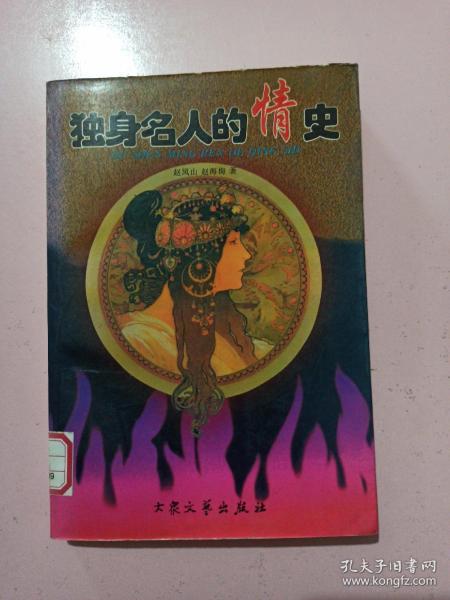 独身名人的情史
DU SHEN MING REN DE QING SHI
赵凤山 赵海梅 著
大众文艺出版社
孔夫子旧书网
www.kongfz.com